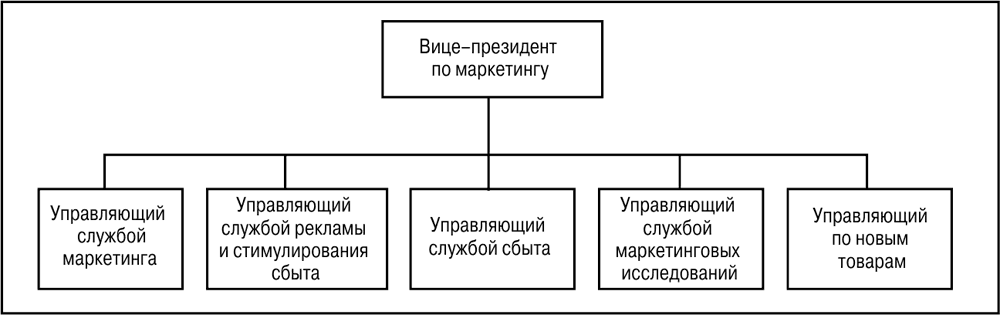 Вице-президент
по маркетингу
Управляющий
службой
маркетинга
Управляющий
службой рекламы
и стимулирования
сбыта
Управляющий
службой сбыта
Управляющий
службой
маркетинговых
исследований
Управляющий
по новым
товарам